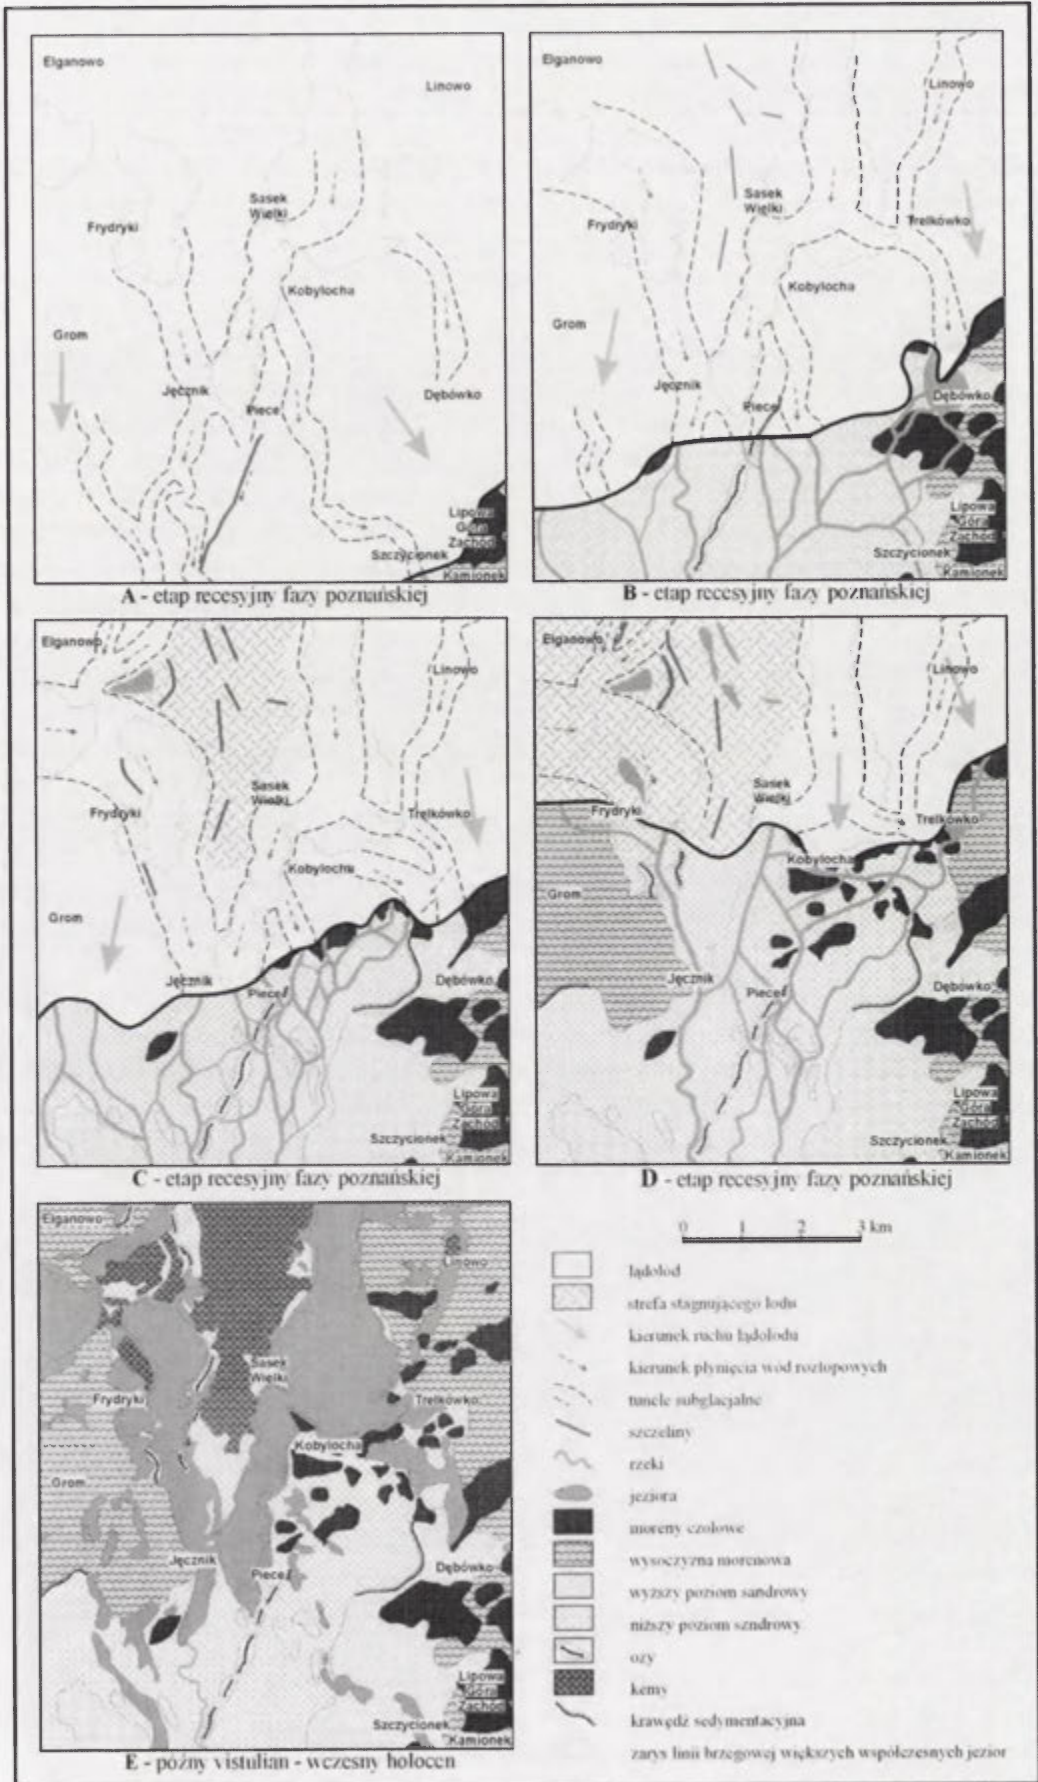 Elganowo
Linowo
Sasek
Wielki
Frydryki
Kobylocha
Grom
Jęcznik
Piece
Dębówko
Lipowa
Góra
Zachód
Szczycionek
Kamionek
A - etap recesyjny fazy poznańskiej
Elganowo
Linowo
Sasek
Wielki
Frydryki
Trelkówko
Kobylocha
Grom
Jęcznik
Piece
Dębówko
Lipowa
Góra
Zachód
Szczycionek
Kamionek
B - etap recesyjny fazy poznańskiej
Elganowo
Linowo
Sasek
Wielki
Frydryki
Trelkówko
Kobylocha
Grom
Jęcznik
Piece
Dębówko
Lipowa
Góra
Zachód
Szczycionek
Kamionek
C - etap recesyjny fazy poznańskiej
Elganowo
Linowo
Sasek
Wielki
Frydryki
Trelkówko
Kobylocha
Grom
Jęcznik
Piece
Dębówko
Lipowa
Góra
Zachód
Szczycionek
Kamionek
D - etap recesyjny fazy poznańskiej
Elganowo
Linowo
Sasek
Wielki
Frydryki
Trelkówko
Kobylocha
Grom
Jęcznik
Piece
Dębówko
Lipowa
Góra
Zachód
Szczycionek
Kamionek
E - późny vistulian - wczesny holocen
0 1 2 3 km
lądolod
strefa stagnującego lodu
kierunek ruchu lądolodu
kierunek płynięcia wód roztopowych
tunele subglacjalne
szczeliny
rzeki
jeziora
moreny czołowe
wysoczyzna morenowa
wyższy poziom sandrowy
niższy poziom szndrowy
ozy
kemy
krawędź sedymentacyjna
zarys linii brzegowej większych współczesnych jezior